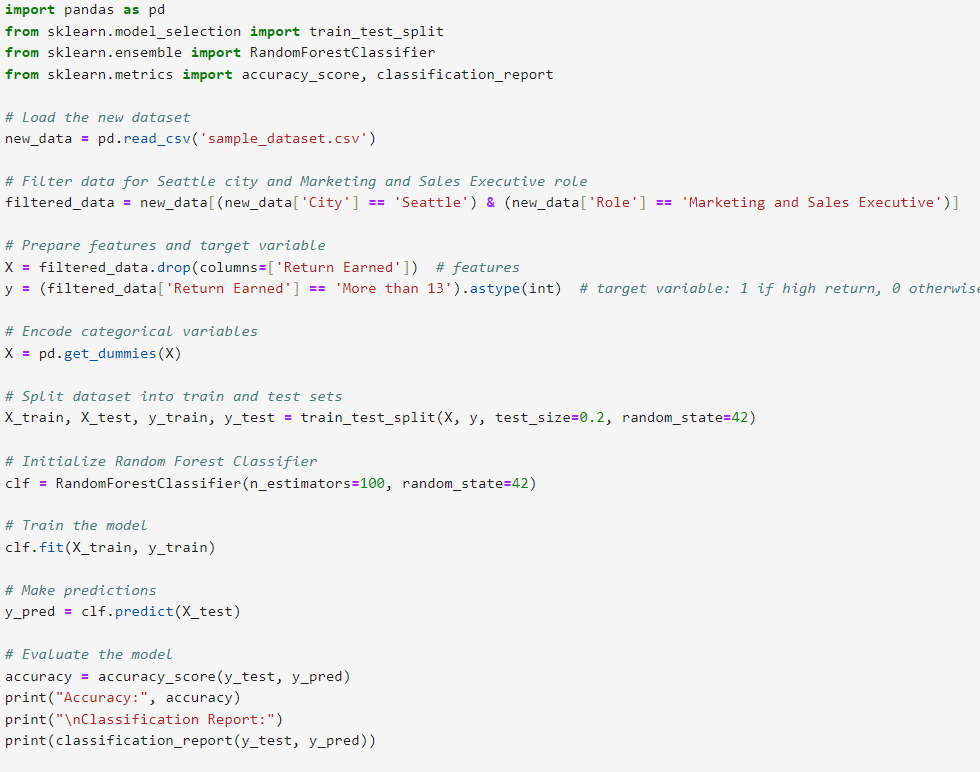 import pandas as pd
from sklearn.model_selection import train_test_split
from sklearn.ensemble import RandomForestClassifier
from sklearn.metrics import accuracy_score, classification_report
# Load the new dataset
new_data = pd.read_csv('sample_dataset.csv')
# Filter data for Seattle city and Marketing and Sales Executive role
filtered_data = new_data[(new_data['City'] == 'Seattle') & (new_data['Role'] == 'Marketing and Sales Executive')]
# Prepare features and target variable
X = filtered_data.drop(columns=['Return Earned'])  # features
y = (filtered_data['Return Earned'] == 'More than 13').astype(int)  # target variable: 1 if high return, 0 otherwise
# Encode categorical variables
X = pd.get_dummies(X)
# Split dataset into train and test sets
X_train, X_test, y_train, y_test = train_test_split(X, y, test_size=0.2, random_state=42)
# Initialize Random Forest Classifier
clf = RandomForestClassifier(n_estimators=100, random_state=42)
# Train the model
clf.fit(X_train, y_train)
# Make predictions
y_pred = clf.predict(X_test)
# Evaluate the model
accuracy = accuracy_score(y_test, y_pred)
print("Accuracy:", accuracy)
print("\nClassification Report:")
print(classification_report(y_test, y_pred))